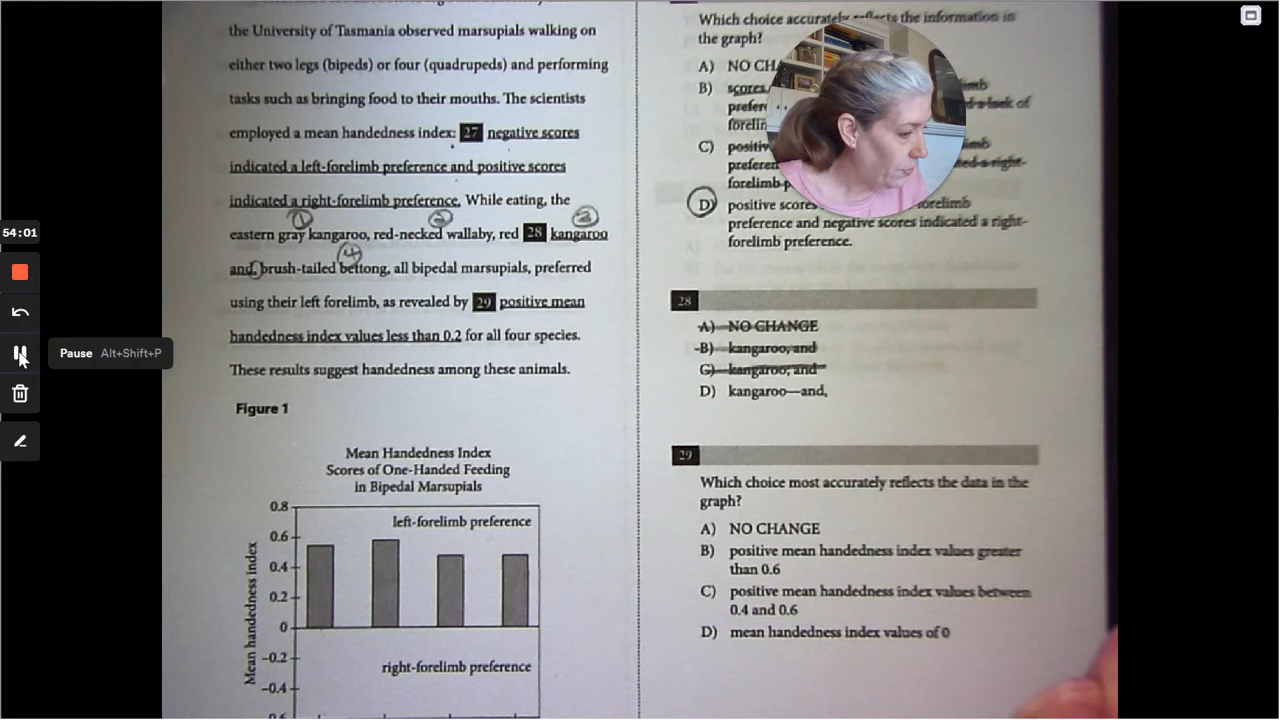 the University of Tasmania observed marsupials walking on
either two legs (bipeds) or four (quadrupeds) and performing
tasks such as bringing food to their mouths. The scientists
employed a mean handedness index: 27 negative scores
indicated a left-forelimb preference and positive scores
indicated a right-forelimb preference. While eating, the
1 2 3
eastern gray kangaroo, red-necked wallaby, red 28 kangaroo
4
and, brush-tailed bettong, all bipedal marsupials, preferred
using their left forelimb, as revealed by 29 positive mean
handedness index values less than 0.2 for all four species.
These results suggest handedness among these animals.
Figure 1
Mean Handedness Index
Scores of One-Handed Feeding
in Bipedal Marsupials
Mean handedness index
0.8
0.6
0.4
0.2
0
−0.2
−0.4
left-forelimb preference
right-forelimb preference
Which choice accurately reflects the information in
the graph?
A) NO
B) scores
lack of
C)
a right-
D) positive scores
preference and negative scores indicated a right-
forelimb preference.
28
A) NO CHANGE
B) kangaroo, and
C) kangaroo; and
D) kangaroo—and,
29
Which choice most accurately reflects the data in the
graph?
A) NO CHANGE
B) positive mean handedness index values greater
than 0.6
C) positive mean handedness index values between
0.4 and 0.6
D) mean handedness index values of 0
54:01
Pause Alt+Shift+P